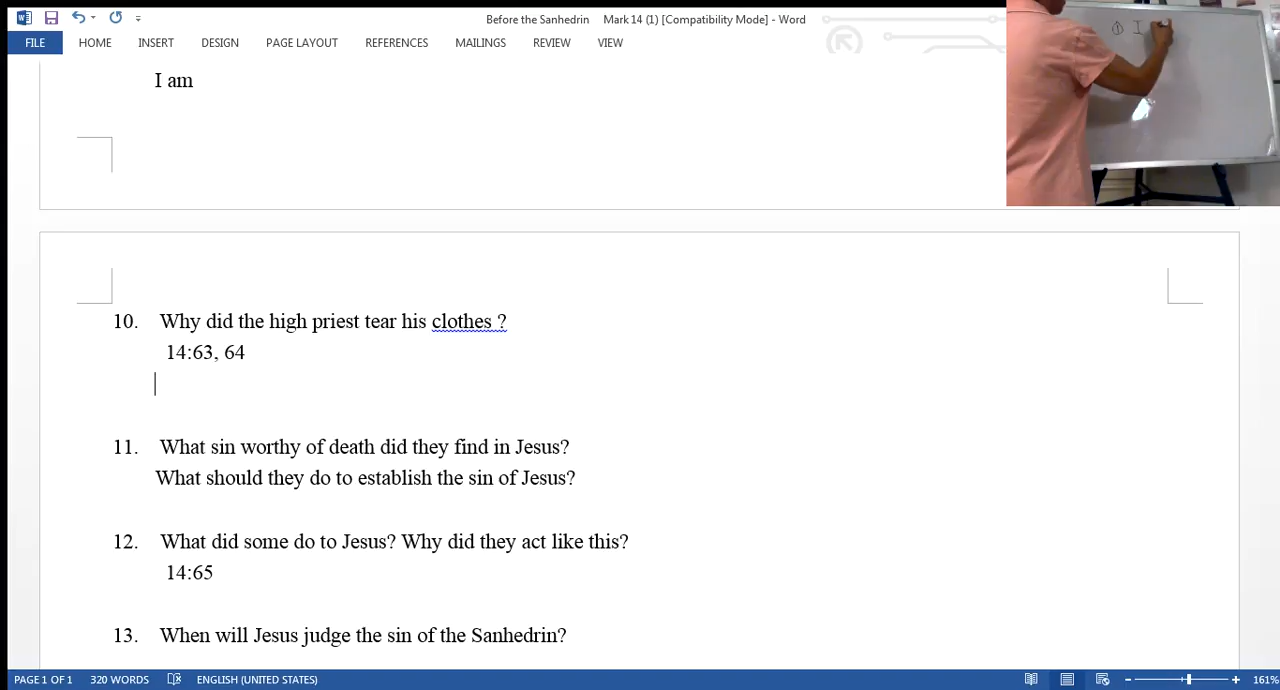 Before the Sanhedrin Mark 14 (1) [Compatibility Mode] - Word
FILE HOME INSERT DESIGN PAGE LAYOUT REFERENCES MAILINGS REVIEW VIEW
I am
① I
10. Why did the high priest tear his clothes ?
14:63, 64
11. What sin worthy of death did they find in Jesus?
What should they do to establish the sin of Jesus?
12. What did some do to Jesus? Why did they act like this?
14:65
13. When will Jesus judge the sin of the Sanhedrin?
PAGE 1 OF 1 320 WORDS ENGLISH (UNITED STATES) 161%